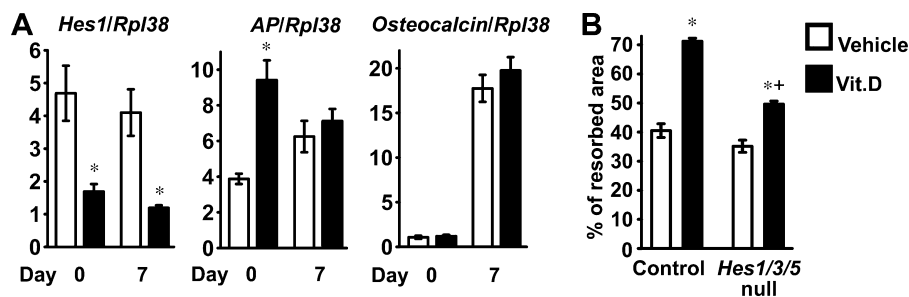 A
Hes1/Rpl38
6
5
4
3
2
1
0
*
*
Day 0 7
AP/Rpl38
10
8
6
4
2
0
*
Day 0 7
Osteocalcin/Rpl38
20
15
10
5
0
Day 0 7
B
% of resorbed area
70
60
50
40
30
20
10
0
*
*+
Control
Hes1/3/5
null
Vehicle
Vit.D